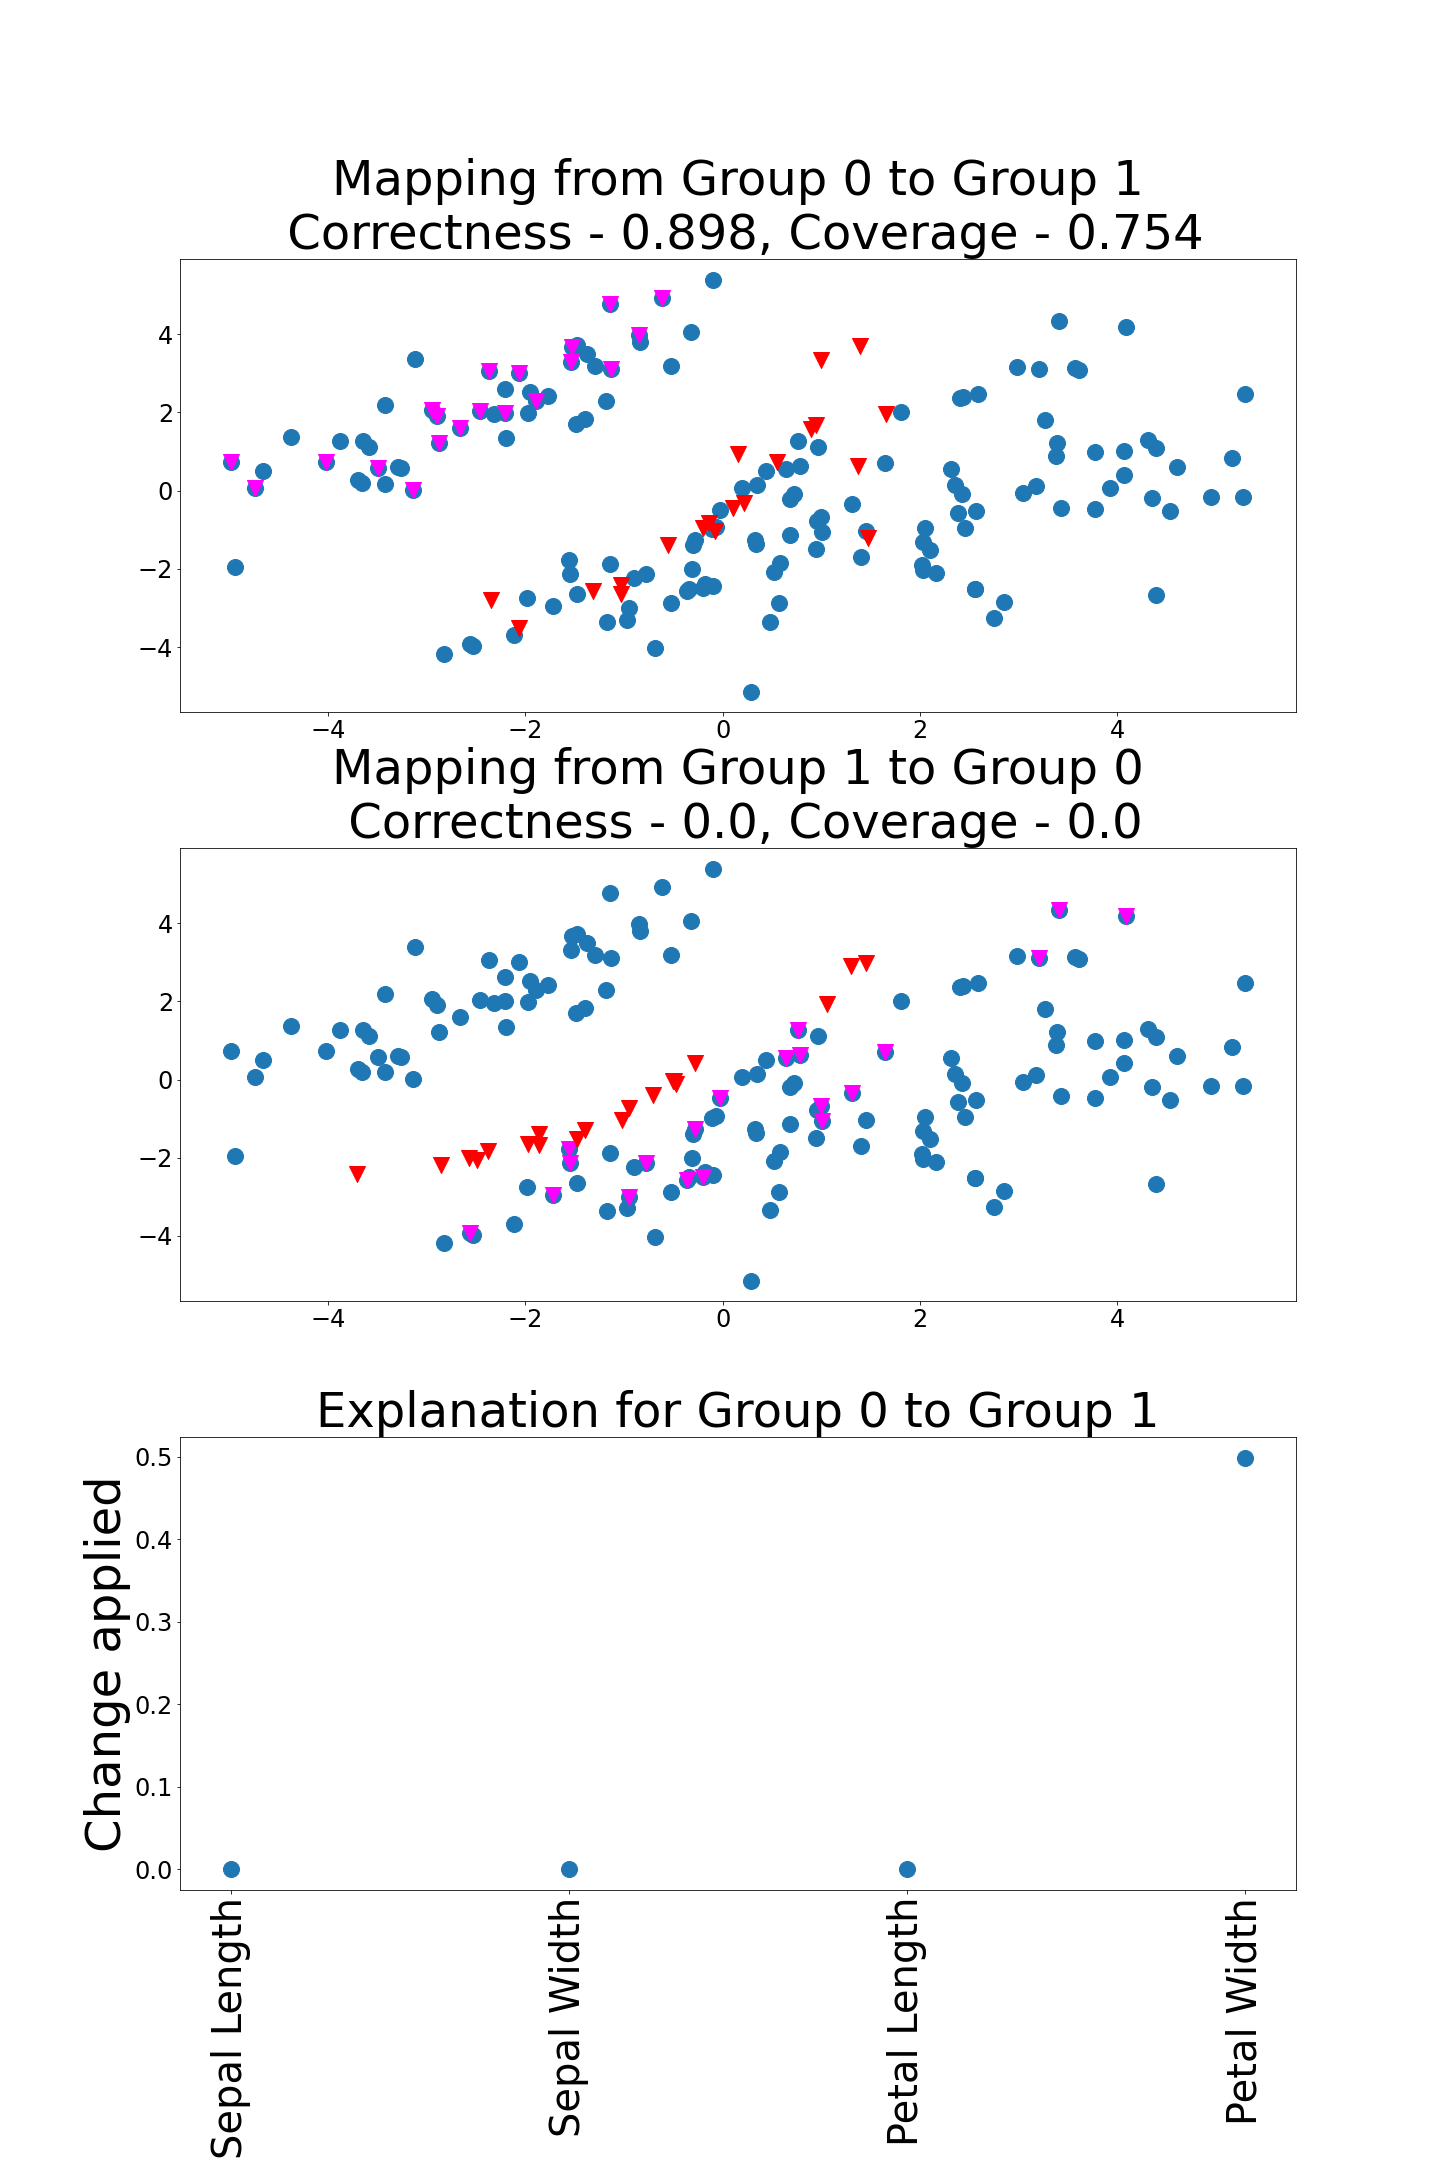 Mapping from Group 0 to Group 1
Correctness - 0.898, Coverage - 0.754
4
2
0
−2
−4
−4 −2 0 2 4
Mapping from Group 1 to Group 0
Correctness - 0.0, Coverage - 0.0
4
2
0
−2
−4
−4 −2 0 2 4
Explanation for Group 0 to Group 1
Change applied
0.5
0.4
0.3
0.2
0.1
0.0
Sepal Length
Sepal Width
Petal Length
Petal Width